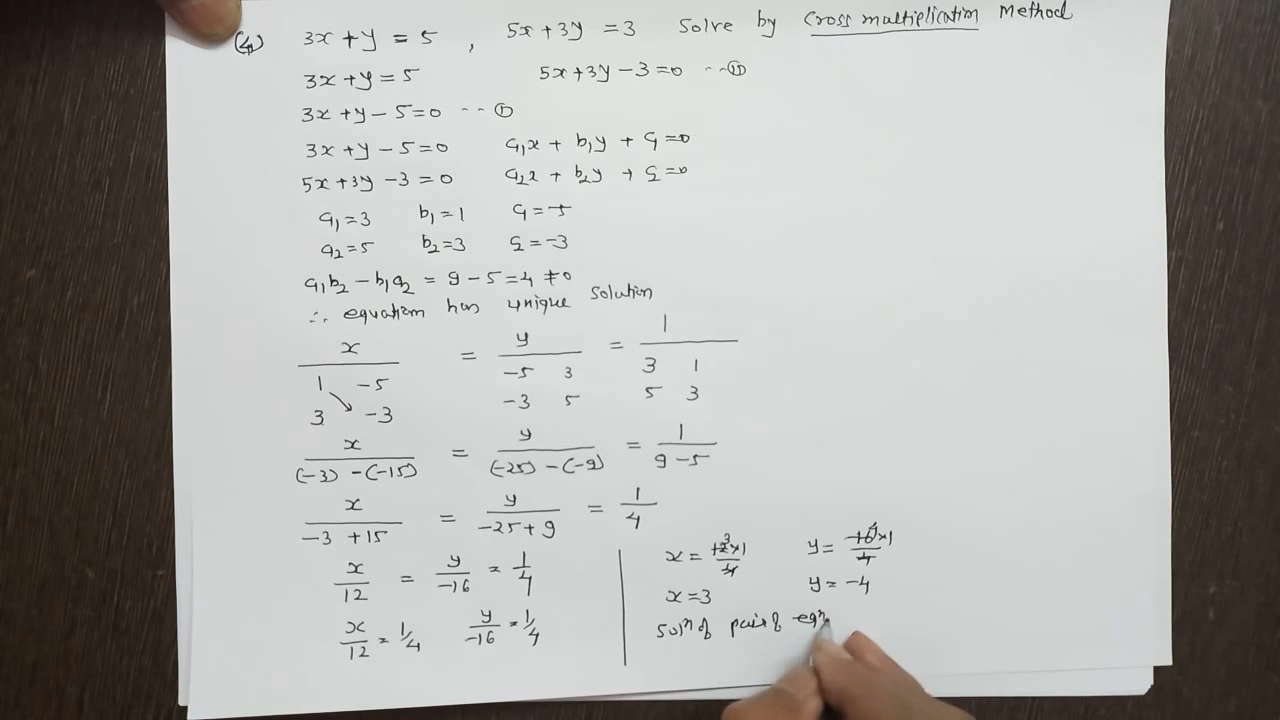 (4) 3x + y = 5 , 5x + 3y = 3 Solve by Cross multiplication Method
3x + y = 5 5x + 3y - 3 = 0 -- (II)
3x + y - 5 = 0 -- (I)
3x + y - 5 = 0 a₁x + b₁y + c₁ = 0
5x + 3y - 3 = 0 a₂x + b₂y + c₂ = 0
a₁ = 3 b₁ = 1 c₁ = -5
a₂ = 5 b₂ = 3 c₂ = -3
a₁b₂ - b₁a₂ = 9 - 5 = 4 ≠ 0
∴ equation has unique solution
x = y = 1
1 -5 -5 3 3 1
3 -3 -3 5 5 3
x = y = 1
(-3) - (-15) (-25) - (-9) 9 - 5
x = y = 1
-3 + 15 -25 + 9 4
x/12 = y/-16 = 1/4
x/12 = 1/4 y/-16 = 1/4
x = 12×1/4 3 y = -16×1/4 4
x = 3 y = -4
Solⁿ of pair of eqⁿ